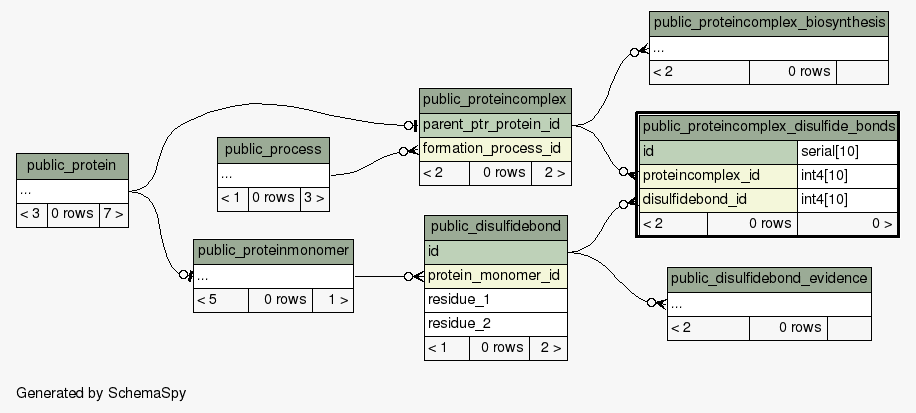 public_proteincomplex_biosynthesis
...
< 2 0 rows
public_proteincomplex
parent_ptr_protein_id
formation_process_id
< 2 0 rows 2 >
public_proteincomplex_disulfide_bonds
id serial[10]
proteincomplex_id int4[10]
disulfidebond_id int4[10]
< 2 0 rows 0 >
public_process
...
< 1 0 rows 3 >
public_protein
...
< 3 0 rows 7 >
public_disulfidebond
id
protein_monomer_id
residue_1
residue_2
< 1 0 rows 2 >
public_proteinmonomer
...
< 5 0 rows 1 >
public_disulfidebond_evidence
...
< 2 0 rows
Generated by SchemaSpy